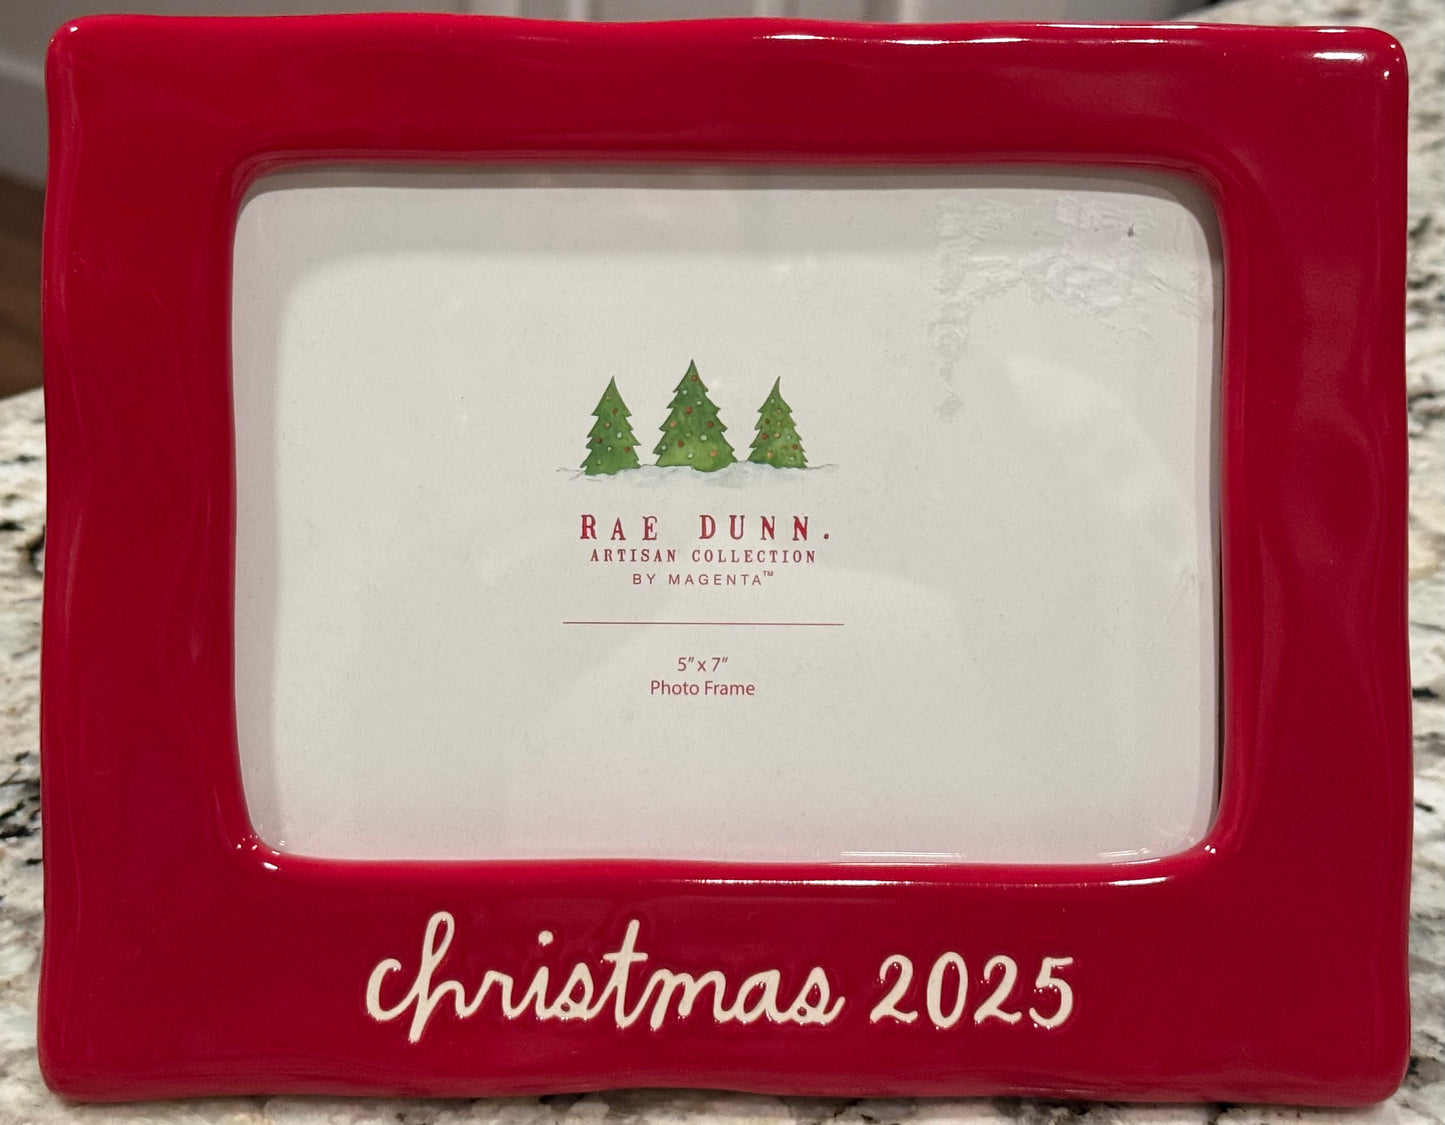 RAE DUNN.
ARTISAN COLLECTION
BY MAGENTA™
5” x 7”
Photo Frame
christmas 2025